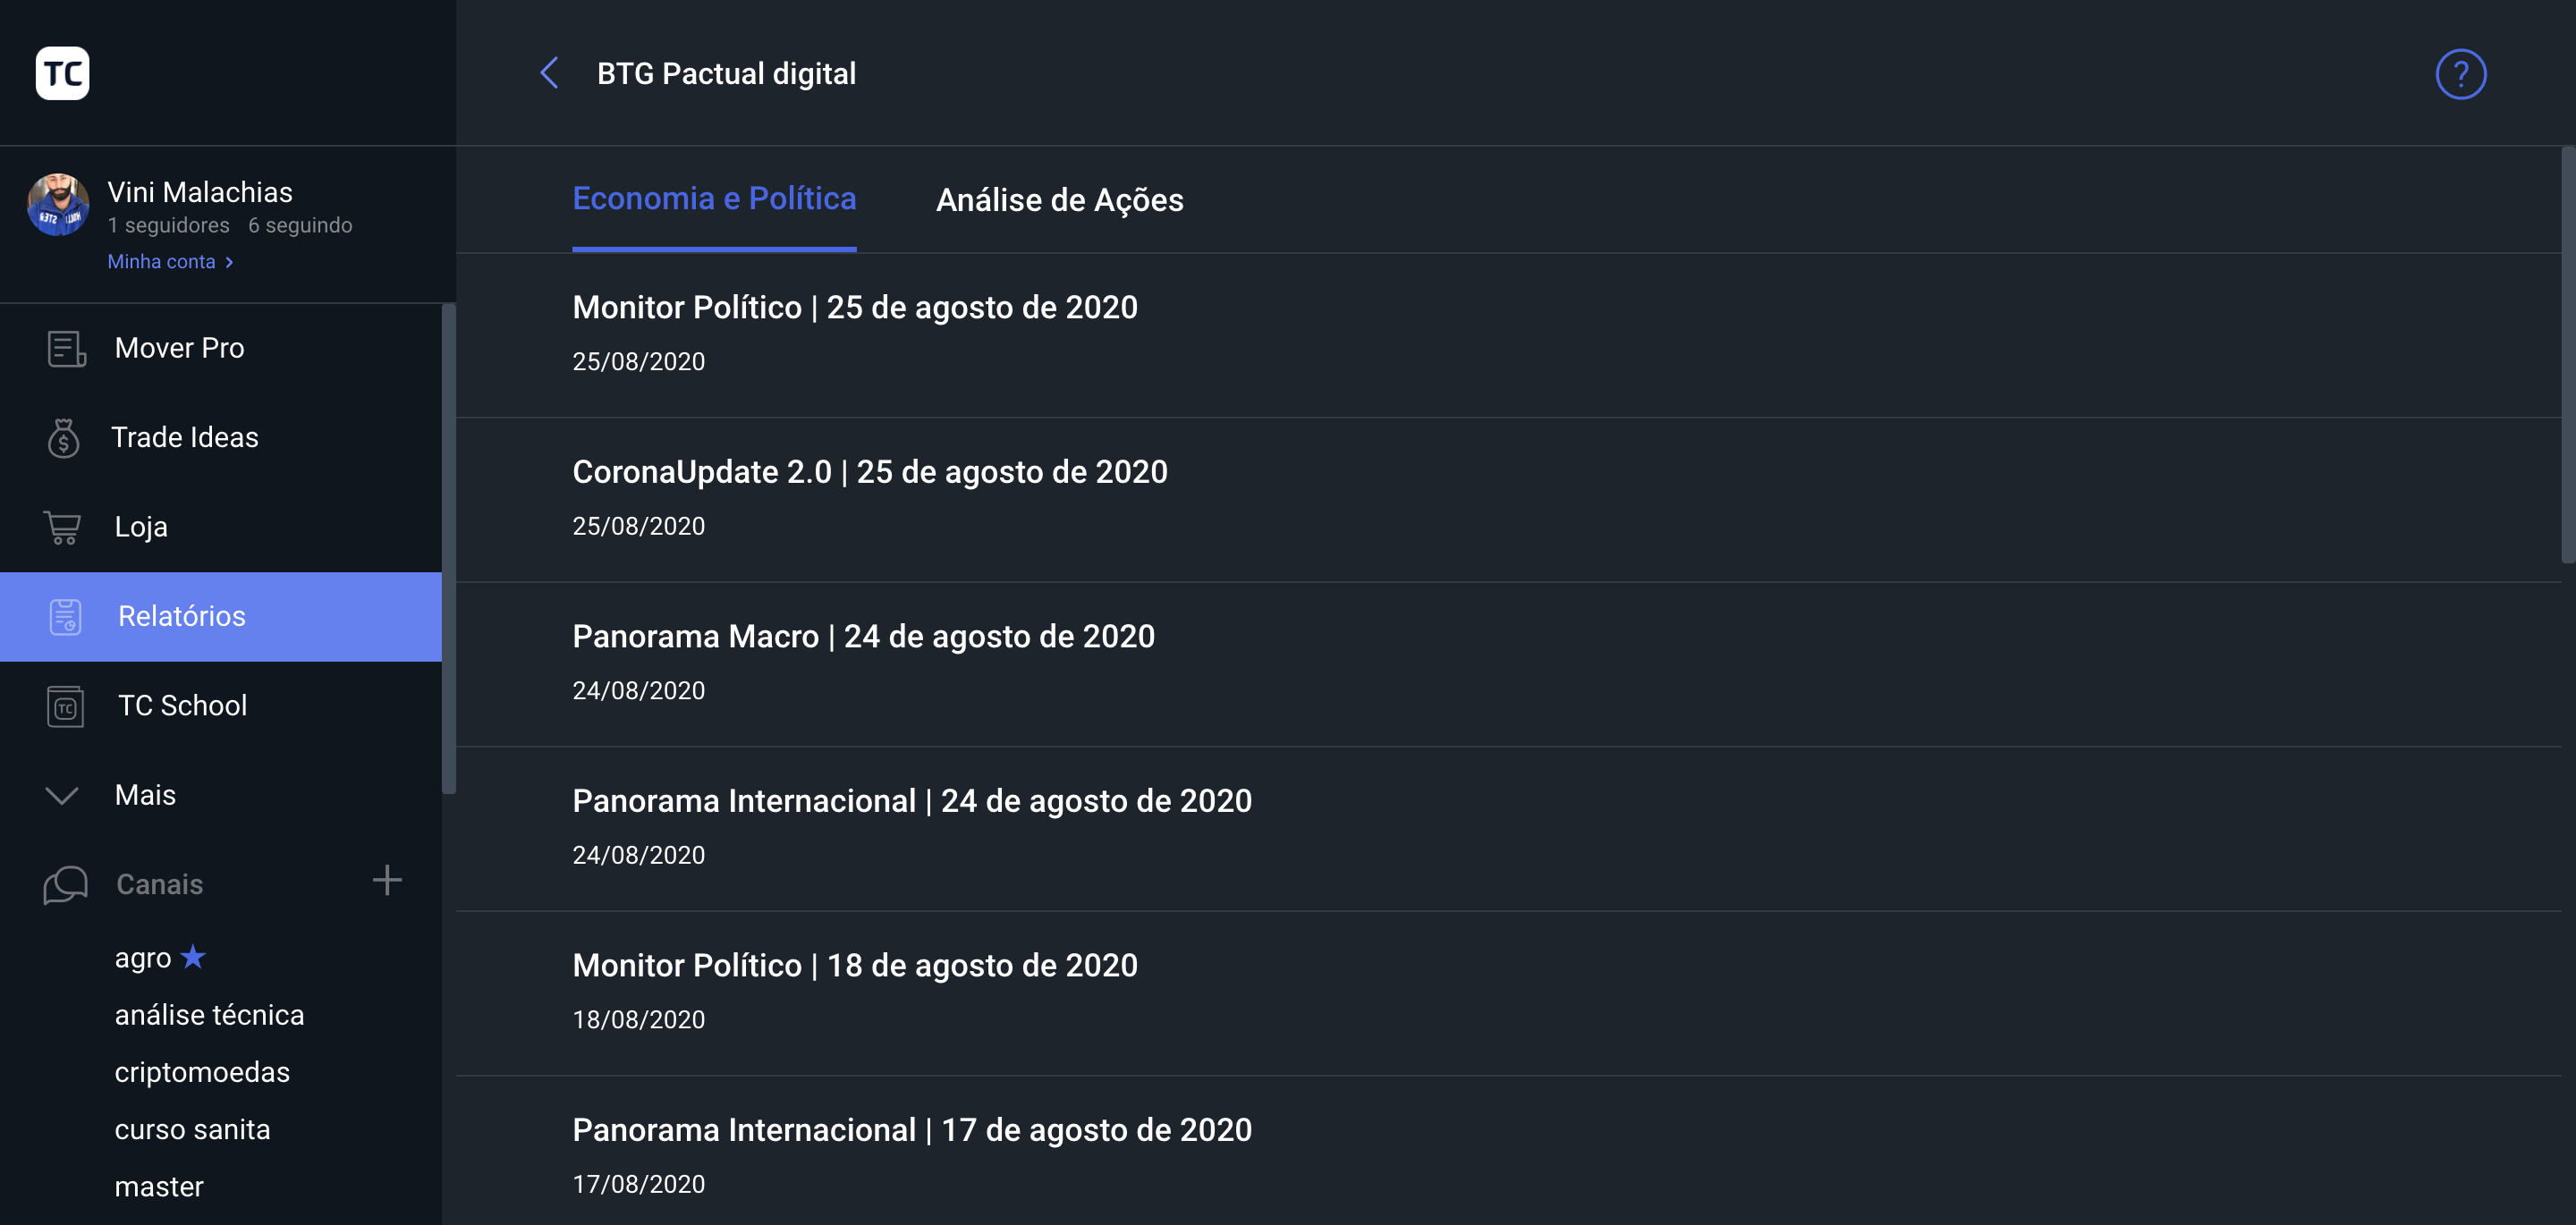 TC
BTG Pactual digital
?
Vini Malachias
1 seguidores 6 seguindo
Minha conta
Economia e Política
Análise de Ações
Mover Pro
Trade Ideas
Loja
Relatórios
TC School
TC
Mais
Canais
agro
análise técnica
criptomoedas
curso sanita
master
Monitor Político | 25 de agosto de 2020
25/08/2020
CoronaUpdate 2.0 | 25 de agosto de 2020
25/08/2020
Panorama Macro | 24 de agosto de 2020
24/08/2020
Panorama Internacional | 24 de agosto de 2020
24/08/2020
Monitor Político | 18 de agosto de 2020
18/08/2020
Panorama Internacional | 17 de agosto de 2020
17/08/2020